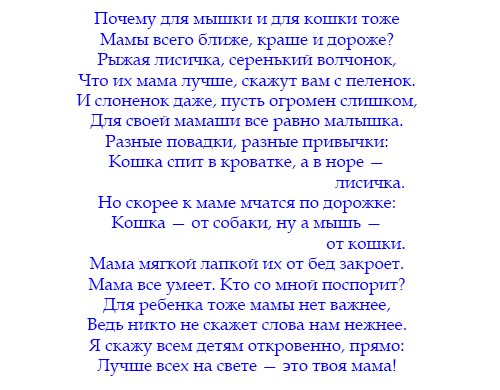 Почему для мышки и для кошки тоже
Мамы всего ближе, краше и дороже?
Рыжая лисичка, серенький волчонок,
Что их мама лучше, скажут вам с пеленок.
И слоненок даже, пусть огромен слишком,
Для своей мамаши все равно малышка.
Разные повадки, разные привычки:
Кошка спит в кроватке, а в норе —
лисичка.
Но скорее к маме мчатся по дорожке:
Кошка — от собаки, ну а мышь —
от кошки.
Мама мягкой лапкой их от бед закроет.
Мама все умеет. Кто со мной поспорит?
Для ребенка тоже мамы нет важнее,
Ведь никто не скажет слова нам нежнее.
Я скажу всем детям откровенно, прямо:
Лучше всех на свете — это твоя мама!